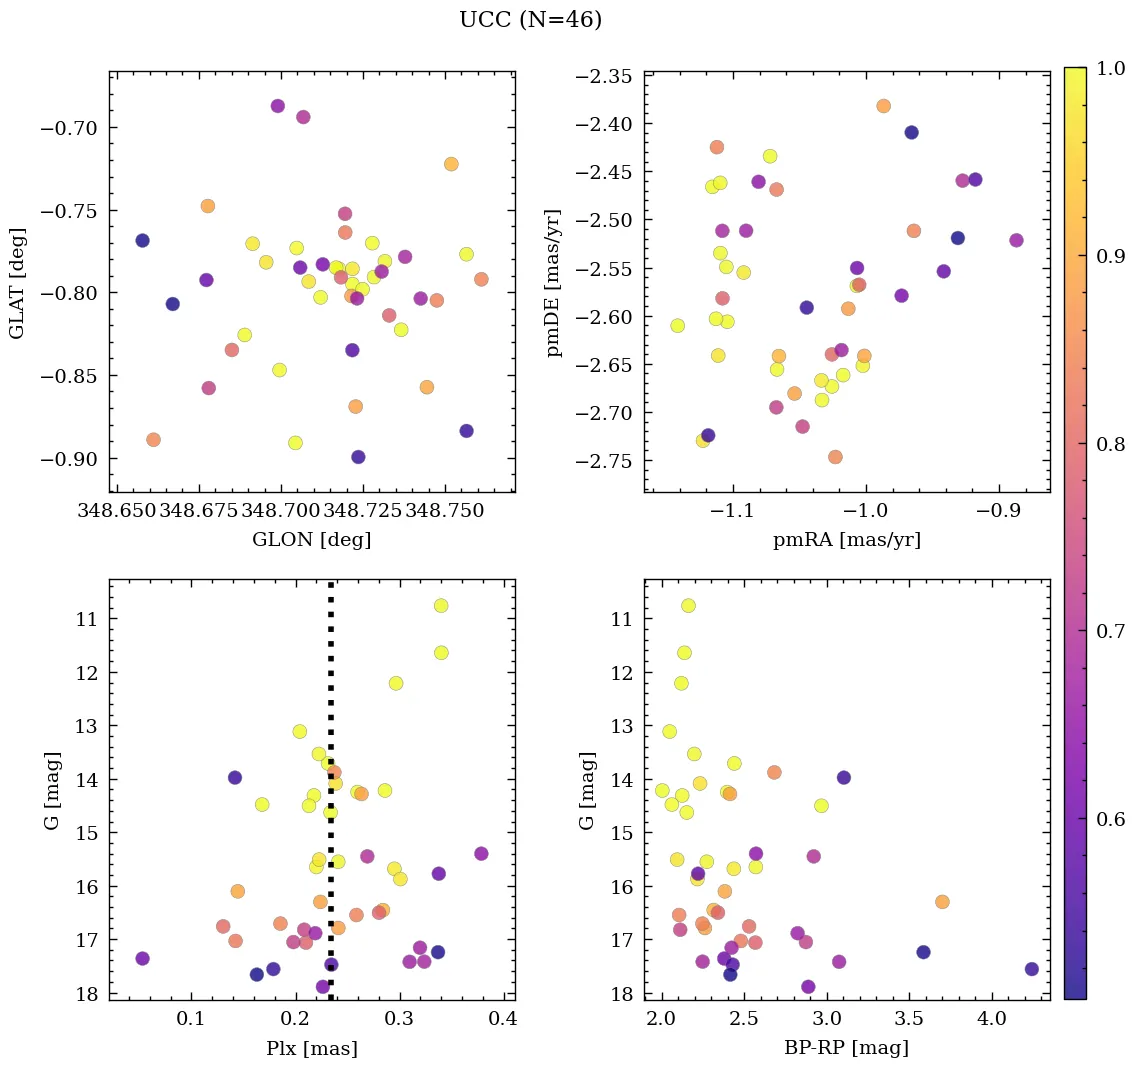 UCC (N=46)
−0.70
−0.75
−0.80
−0.85
−0.90
GLAT [deg]
348.650 348.675 348.700 348.725 348.750
GLON [deg]
−2.35
−2.40
−2.45
−2.50
−2.55
−2.60
−2.65
−2.70
−2.75
pmDE [mas/yr]
−1.1 −1.0 −0.9
pmRA [mas/yr]
11
12
13
14
15
16
17
18
G [mag]
0.1 0.2 0.3 0.4
Plx [mas]
11
12
13
14
15
16
17
18
G [mag]
2.0 2.5 3.0 3.5 4.0
BP-RP [mag]
1.0
0.9
0.8
0.7
0.6